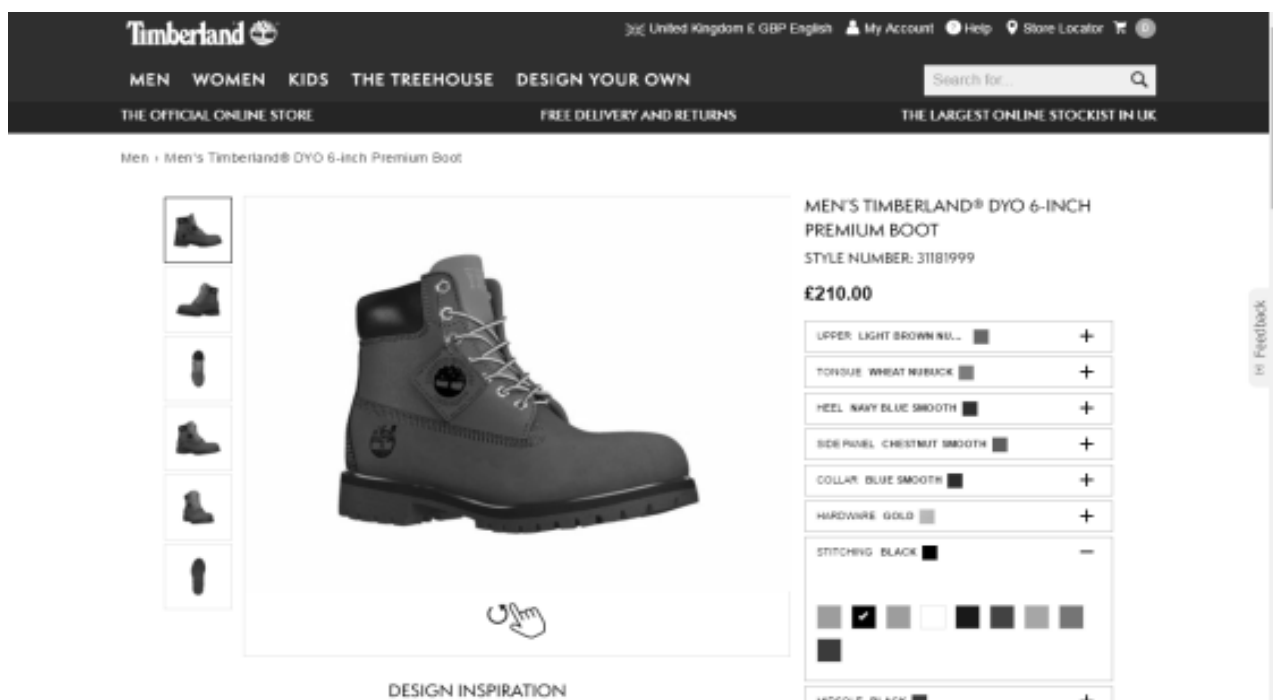 Timberland
United Kingdom £ GBP English My Account ? Help Store Locator 0
MEN WOMEN KIDS THE TREEHOUSE DESIGN YOUR OWN
Search for...
THE OFFICIAL ONLINE STORE FREE DELIVERY AND RETURNS THE LARGEST ONLINE STOCKIST IN UK
Men › Men's Timberland® DYO 6-inch Premium Boot
MEN'S TIMBERLAND® DYO 6-INCH
PREMIUM BOOT
STYLE NUMBER: 31181999
£210.00
UPPER LIGHT BROWN NU... +
TONGUE WHEAT NUBUCK +
HEEL NAVY BLUE SMOOTH +
SIDE PANEL CHESTNUT SMOOTH +
COLLAR BLUE SMOOTH +
HARDWARE GOLD +
STITCHING BLACK −
MIDSOLE BLACK +
Feedback
DESIGN INSPIRATION